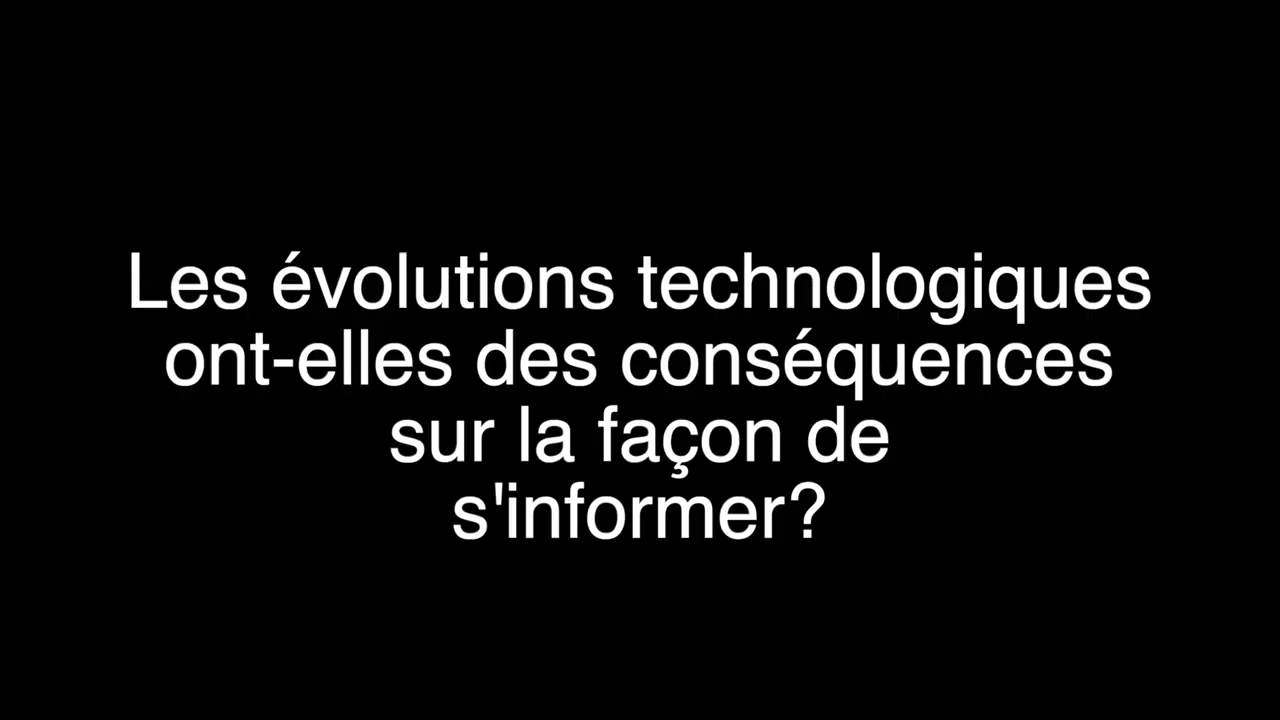 Les évolutions technologiques
ont-elles des conséquences
sur la façon de
s'informer?